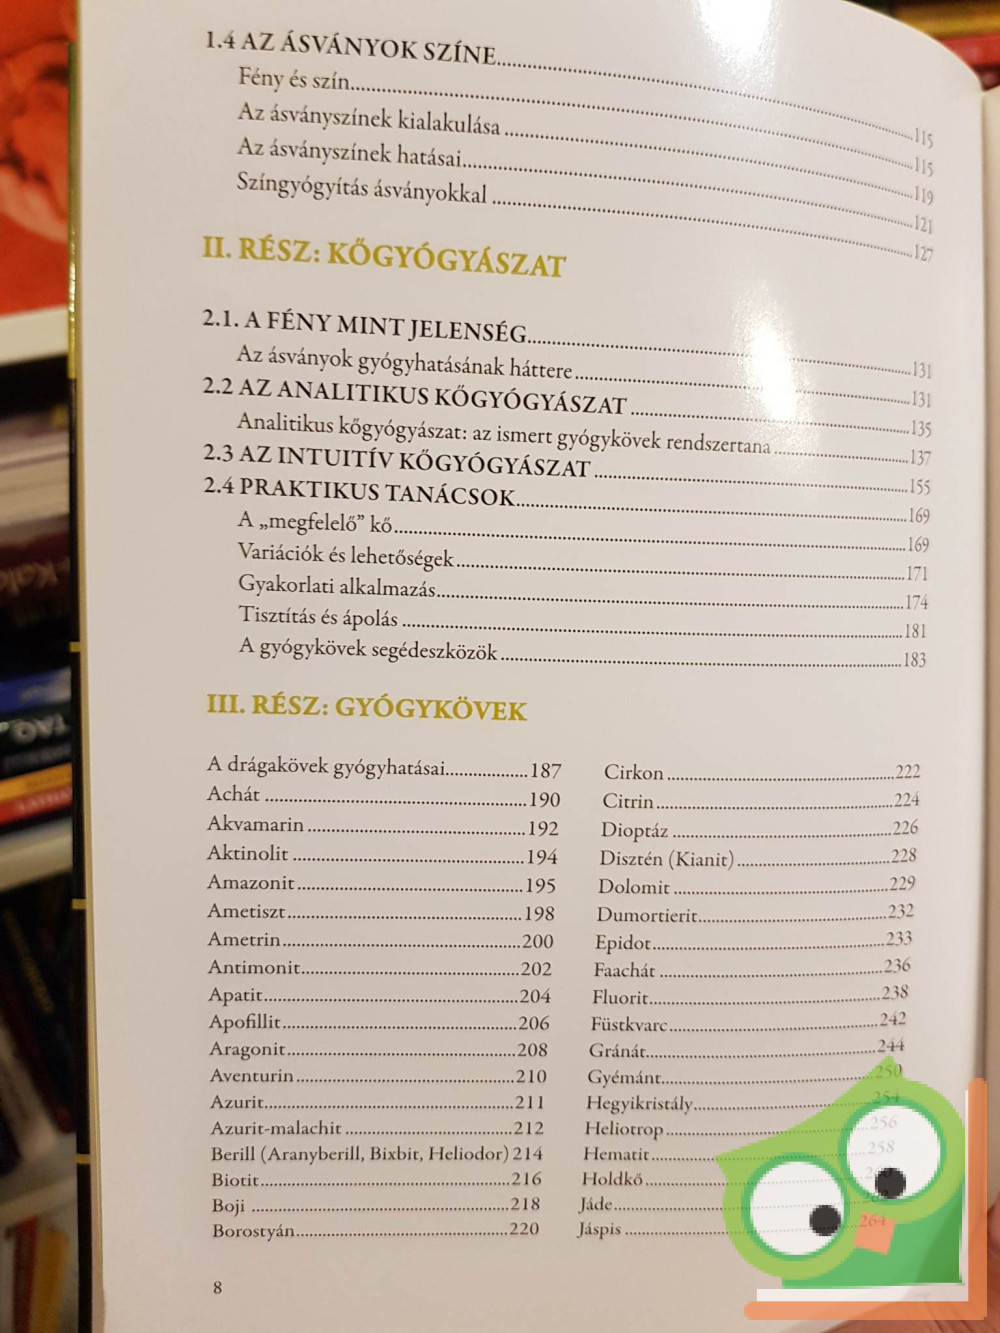 1.4 AZ ÁSVÁNYOK SZÍNE 115
Fény és szín 115
Az ásványszínek kialakulása 119
Az ásványszínek hatásai 121
Színgyógyítás ásványokkal 127
II. RÉSZ: KŐGYÓGYÁSZAT
2.1. A FÉNY MINT JELENSÉG 131
Az ásványok gyógyhatásának háttere 131
2.2 AZ ANALITIKUS KŐGYÓGYÁSZAT 135
Analitikus kőgyógyászat: az ismert gyógykövek rendszertana 137
2.3 AZ INTUITÍV KŐGYÓGYÁSZAT 155
2.4 PRAKTIKUS TANÁCSOK 169
A „megfelelő” kő 169
Variációk és lehetőségek 171
Gyakorlati alkalmazás 174
Tisztítás és ápolás 181
A gyógykövek segédeszközök 183
III. RÉSZ: GYÓGYKÖVEK
A drágakövek gyógyhatásai 187
Achát 190
Akvamarin 192
Aktinolit 194
Amazonit 195
Ametiszt 198
Ametrin 200
Antimonit 202
Apatit 204
Apofillit 206
Aragonit 208
Aventurin 210
Azurit 211
Azurit-malachit 212
Berill (Aranyberill, Bixbit, Heliodor) 214
Biotit 216
Boji 218
Borostyán 220
Cirkon 222
Citrin 224
Dioptáz 226
Disztén (Kianit) 228
Dolomit 229
Dumortierit 232
Epidot 233
Faachát 236
Fluorit 238
Füstkvarc 242
Gránát 244
Gyémánt 250
Hegyikristály 254
Heliotrop 256
Hematit 258
Holdkő
Jáde
Jáspis 264
8